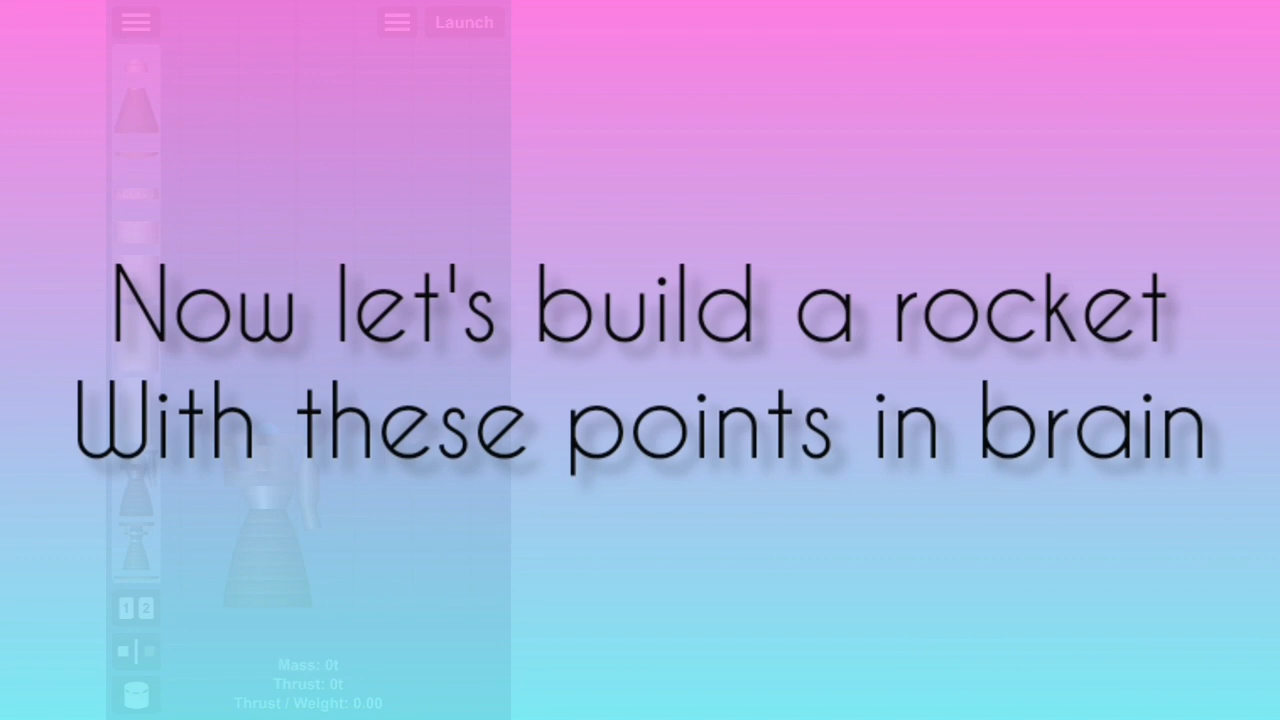 Launch
Now let's build a rocket
With these points in brain
1 2
Mass: 0t
Thrust: 0t
Thrust / Weight: 0.00